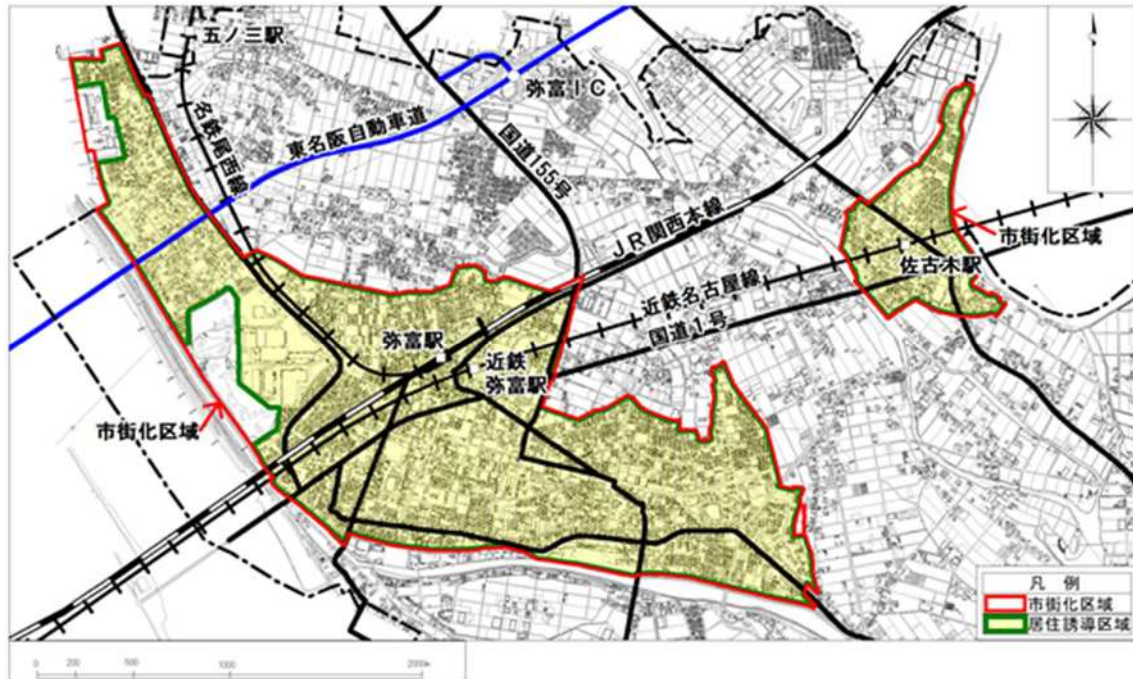 五ノ三駅
弥富IC
名鉄尾西線
東名阪自動車道
国道155号
JR関西本線
市街化区域
佐古木駅
近鉄名古屋線
国道1号
弥富駅
近鉄
弥富駅
市街化区域
凡 例
市街化区域
居住誘導区域
0 200 500 1000 2000m